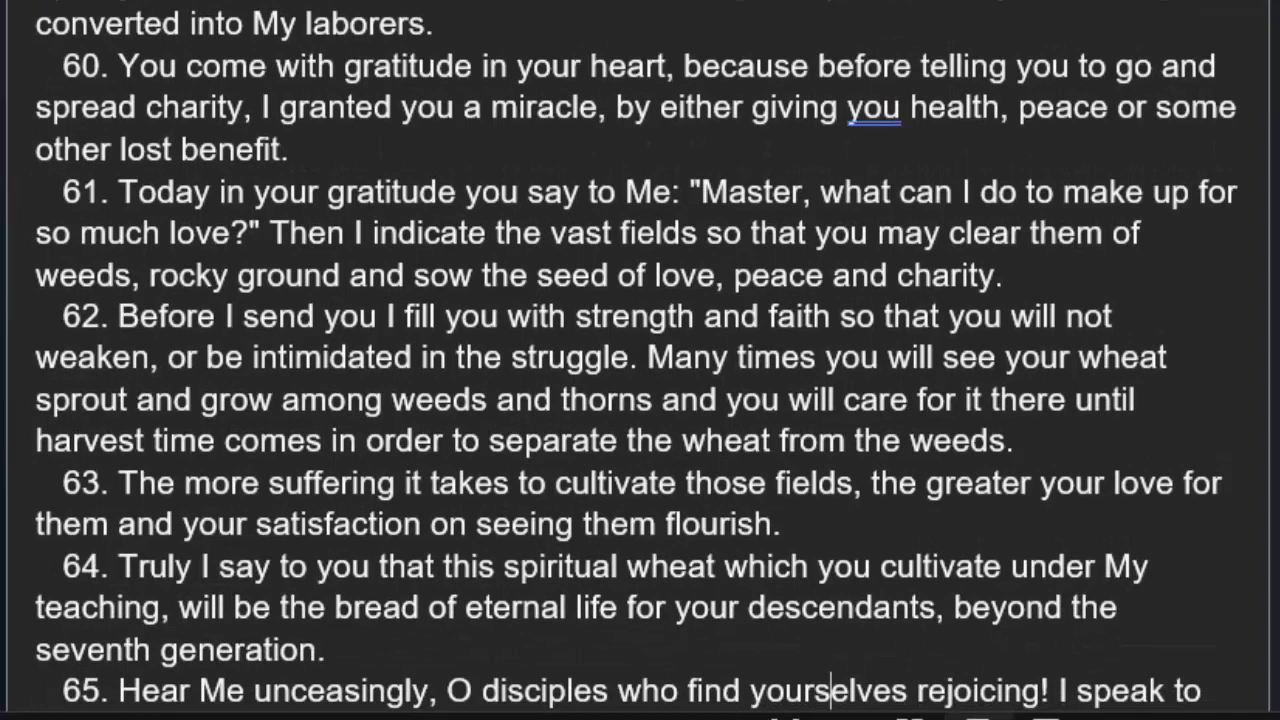 converted into My laborers.
60. You come with gratitude in your heart, because before telling you to go and
spread charity, I granted you a miracle, by either giving you health, peace or some
other lost benefit.
61. Today in your gratitude you say to Me: "Master, what can I do to make up for
so much love?" Then I indicate the vast fields so that you may clear them of
weeds, rocky ground and sow the seed of love, peace and charity.
62. Before I send you I fill you with strength and faith so that you will not
weaken, or be intimidated in the struggle. Many times you will see your wheat
sprout and grow among weeds and thorns and you will care for it there until
harvest time comes in order to separate the wheat from the weeds.
63. The more suffering it takes to cultivate those fields, the greater your love for
them and your satisfaction on seeing them flourish.
64. Truly I say to you that this spiritual wheat which you cultivate under My
teaching, will be the bread of eternal life for your descendants, beyond the
seventh generation.
65. Hear Me unceasingly, O disciples who find yourselves rejoicing! I speak to